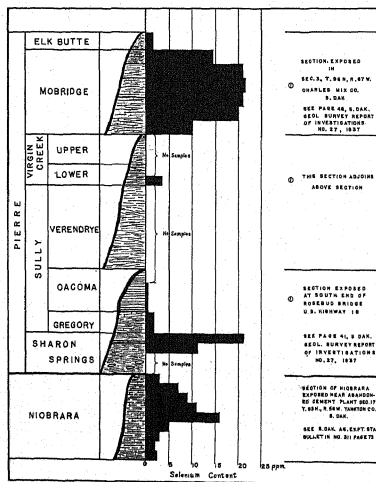 ELK BUTTE
MOBRIDGE
PIERRE
VIRGIN CREEK
UPPER
LOWER
SULLY
VERENDRYE
OACOMA
GREGORY
SHARON SPRINGS
NIOBRARA
No Samples
No Samples
No Samples
0 5 10 15 20 25 ppm.
Selenium Content
SECTION EXPOSED
IN
SEC. 3, T. 96 N., R. 67 W.
CHARLES MIX CO.
S. DAK.
SEE PAGE 46, S. DAK.
GEOL. SURVEY REPORT
OF INVESTIGATIONS
NO. 27, 1937
THIS SECTION ADJOINS
ABOVE SECTION
SECTION EXPOSED
AT SOUTH END OF
ROSEBUD BRIDGE
U.S. HIGHWAY 18
SEE PAGE 41, S. DAK.
GEOL. SURVEY REPORT
OF INVESTIGATIONS
NO. 27, 1937
SECTION OF NIOBRARA
EXPOSED NEAR ABANDON-
ED CEMENT PLANT SEC. 17
T. 93 N., R. 56 W. YANKTON CO.
S. DAK.
SEE S. DAK. AG. EXPT. STA.
BULLETIN NO. 311 PAGE 73